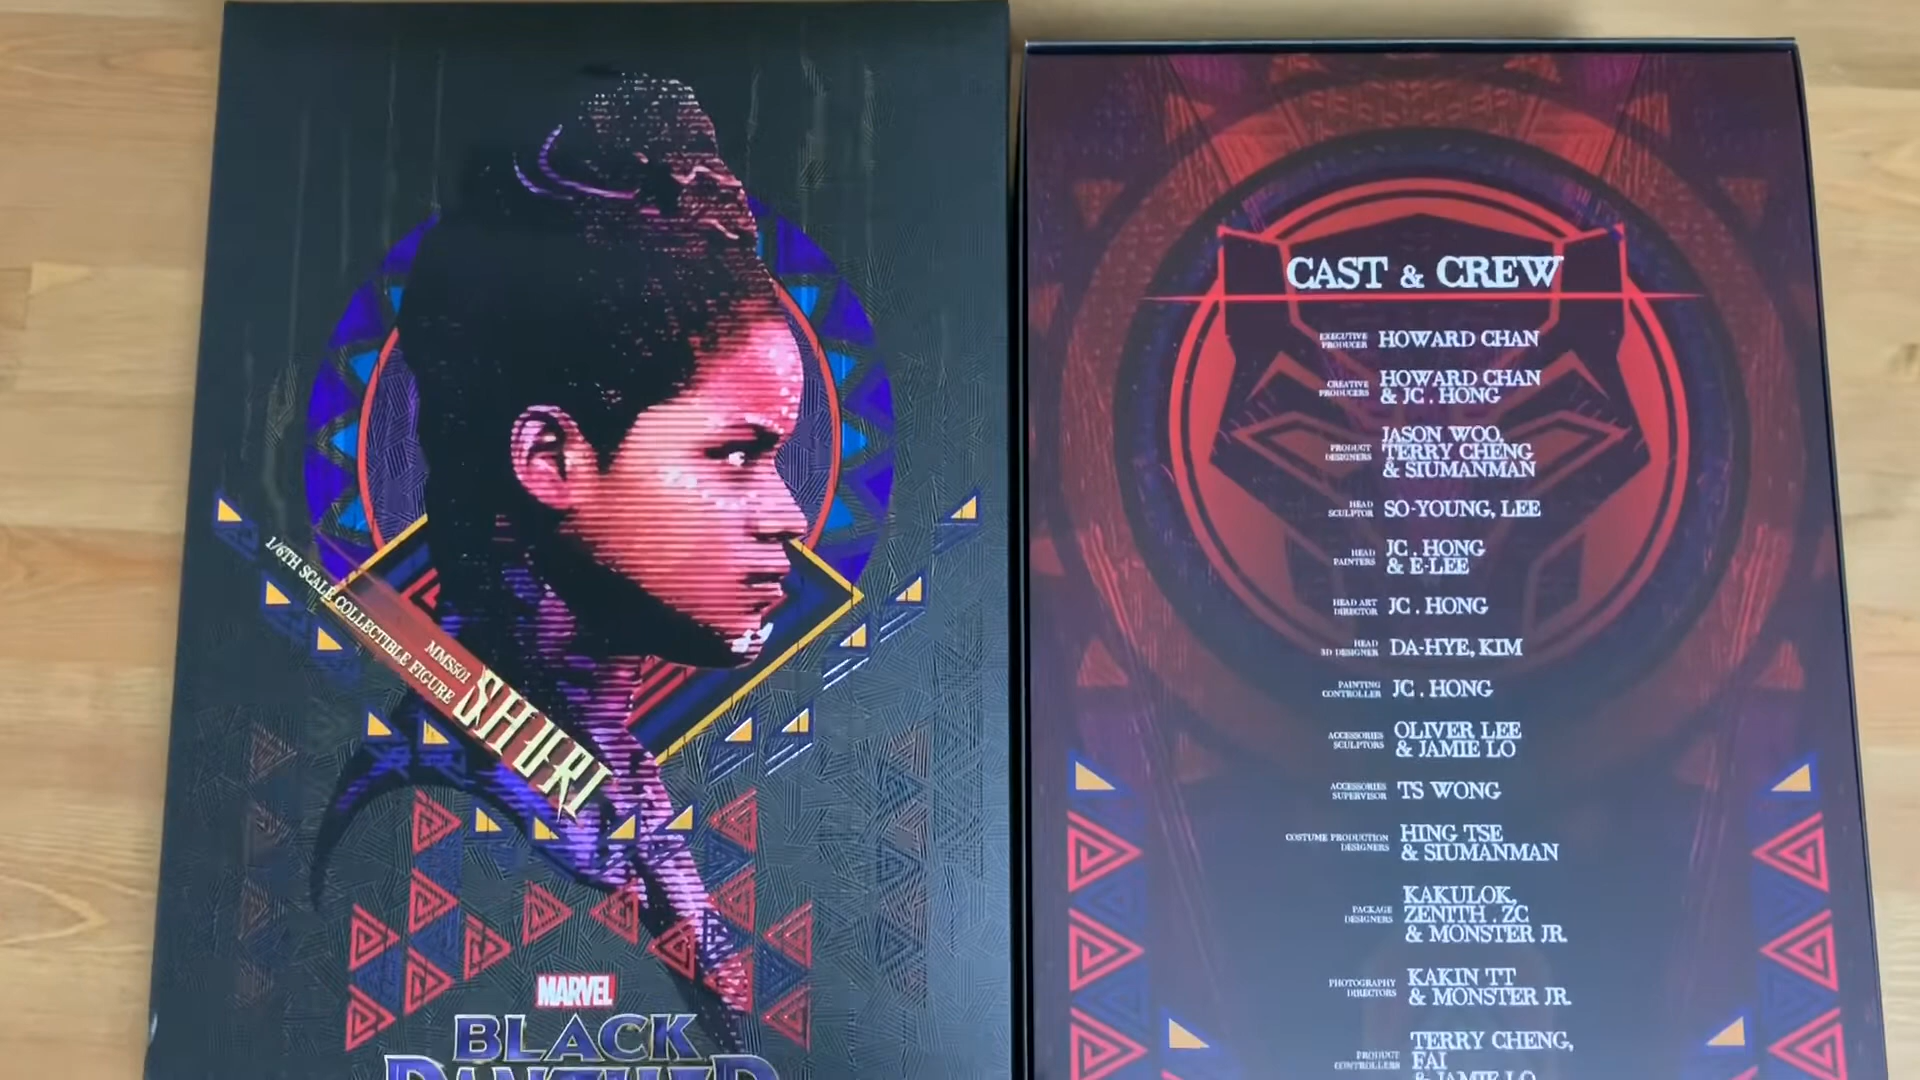 1/6TH SCALE COLLECTIBLE FIGURE
MMS501
SHURI
MARVEL
BLACK
PANTHER
CAST & CREW
EXECUTIVE
PRODUCER
HOWARD CHAN
CREATIVE
PRODUCERS
HOWARD CHAN
& JC . HONG
PRODUCT
DESIGNERS
JASON WOO,
TERRY CHENG
& SIUMANMAN
HEAD
SCULPTOR
SO-YOUNG, LEE
HEAD
PAINTERS
JC . HONG
& E-LEE
HEAD ART
DIRECTOR
JC . HONG
HEAD
3D DESIGNER
DA-HYE, KIM
PAINTING
CONTROLLER
JC . HONG
ACCESSORIES
SCULPTORS
OLIVER LEE
& JAMIE LO
ACCESSORIES
SUPERVISOR
TS WONG
COSTUME PRODUCTION
DESIGNERS
HING TSE
& SIUMANMAN
PACKAGE
DESIGNERS
KAKULOK,
ZENITH . ZC
& MONSTER JR.
PHOTOGRAPHY
DIRECTORS
KAKIN TT
& MONSTER JR.
PRODUCT
CONTROLLERS
TERRY CHENG,
FAI
& JAMIE LO